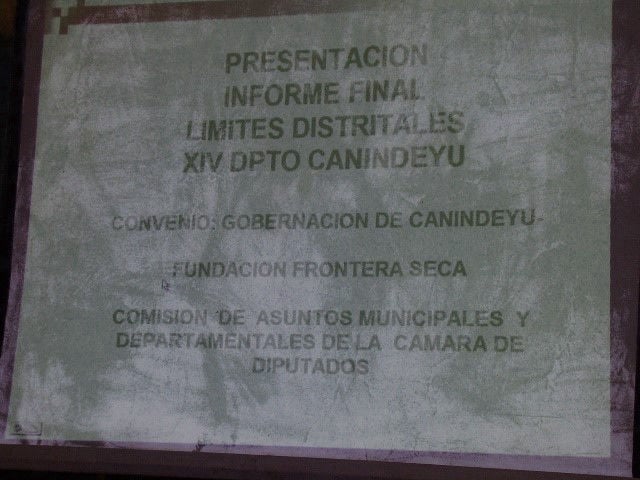 PRESENTACION
INFORME FINAL
LIMITES DISTRITALES
XIV DPTO CANINDEYU
CONVENIO: GOBERNACION DE CANINDEYU-
FUNDACION FRONTERA SECA
COMISION DE ASUNTOS MUNICIPALES Y
DEPARTAMENTALES DE LA CAMARA DE
DIPUTADOS